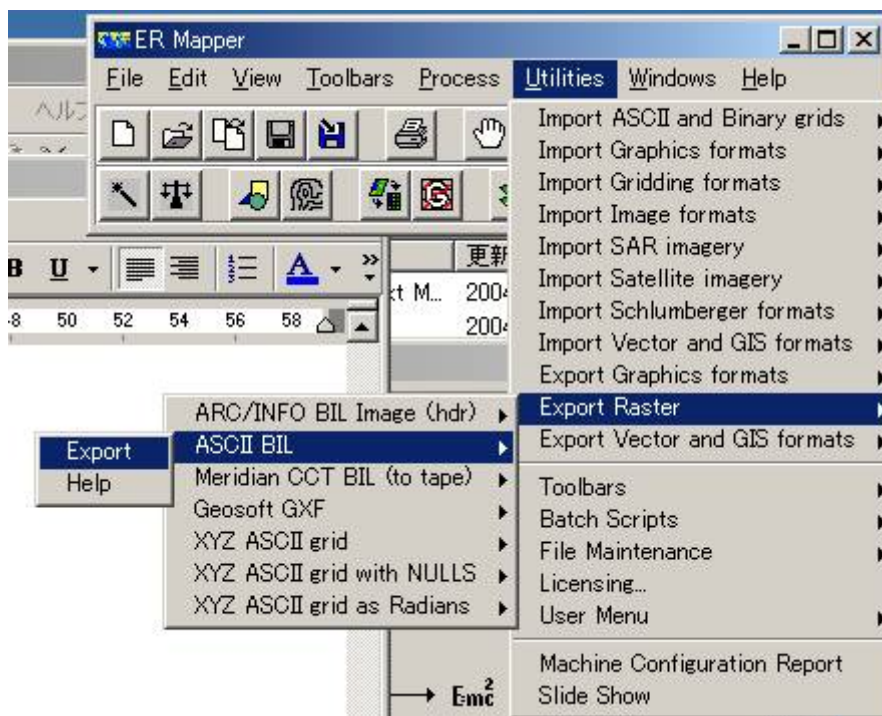 ER Mapper
File Edit View Toolbars Process Utilities Windows Help
ヘルプ
Import ASCII and Binary grids
Import Graphics formats
Import Gridding formats
Import Image formats
Import SAR imagery
Import Satellite imagery
Import Schlumberger formats
Import Vector and GIS formats
Export Graphics formats
Export Raster
Export Vector and GIS formats
Toolbars
Batch Scripts
File Maintenance
Licensing...
User Menu
Machine Configuration Report
Slide Show
B U A
50 52 54 56 58
M... 2004
2004
ARC/INFO BIL Image (hdr)
ASCII BIL
Meridian CCT BIL (to tape)
Geosoft GXF
XYZ ASCII grid
XYZ ASCII grid with NULLS
XYZ ASCII grid as Radians
Export
Help
E=mc²